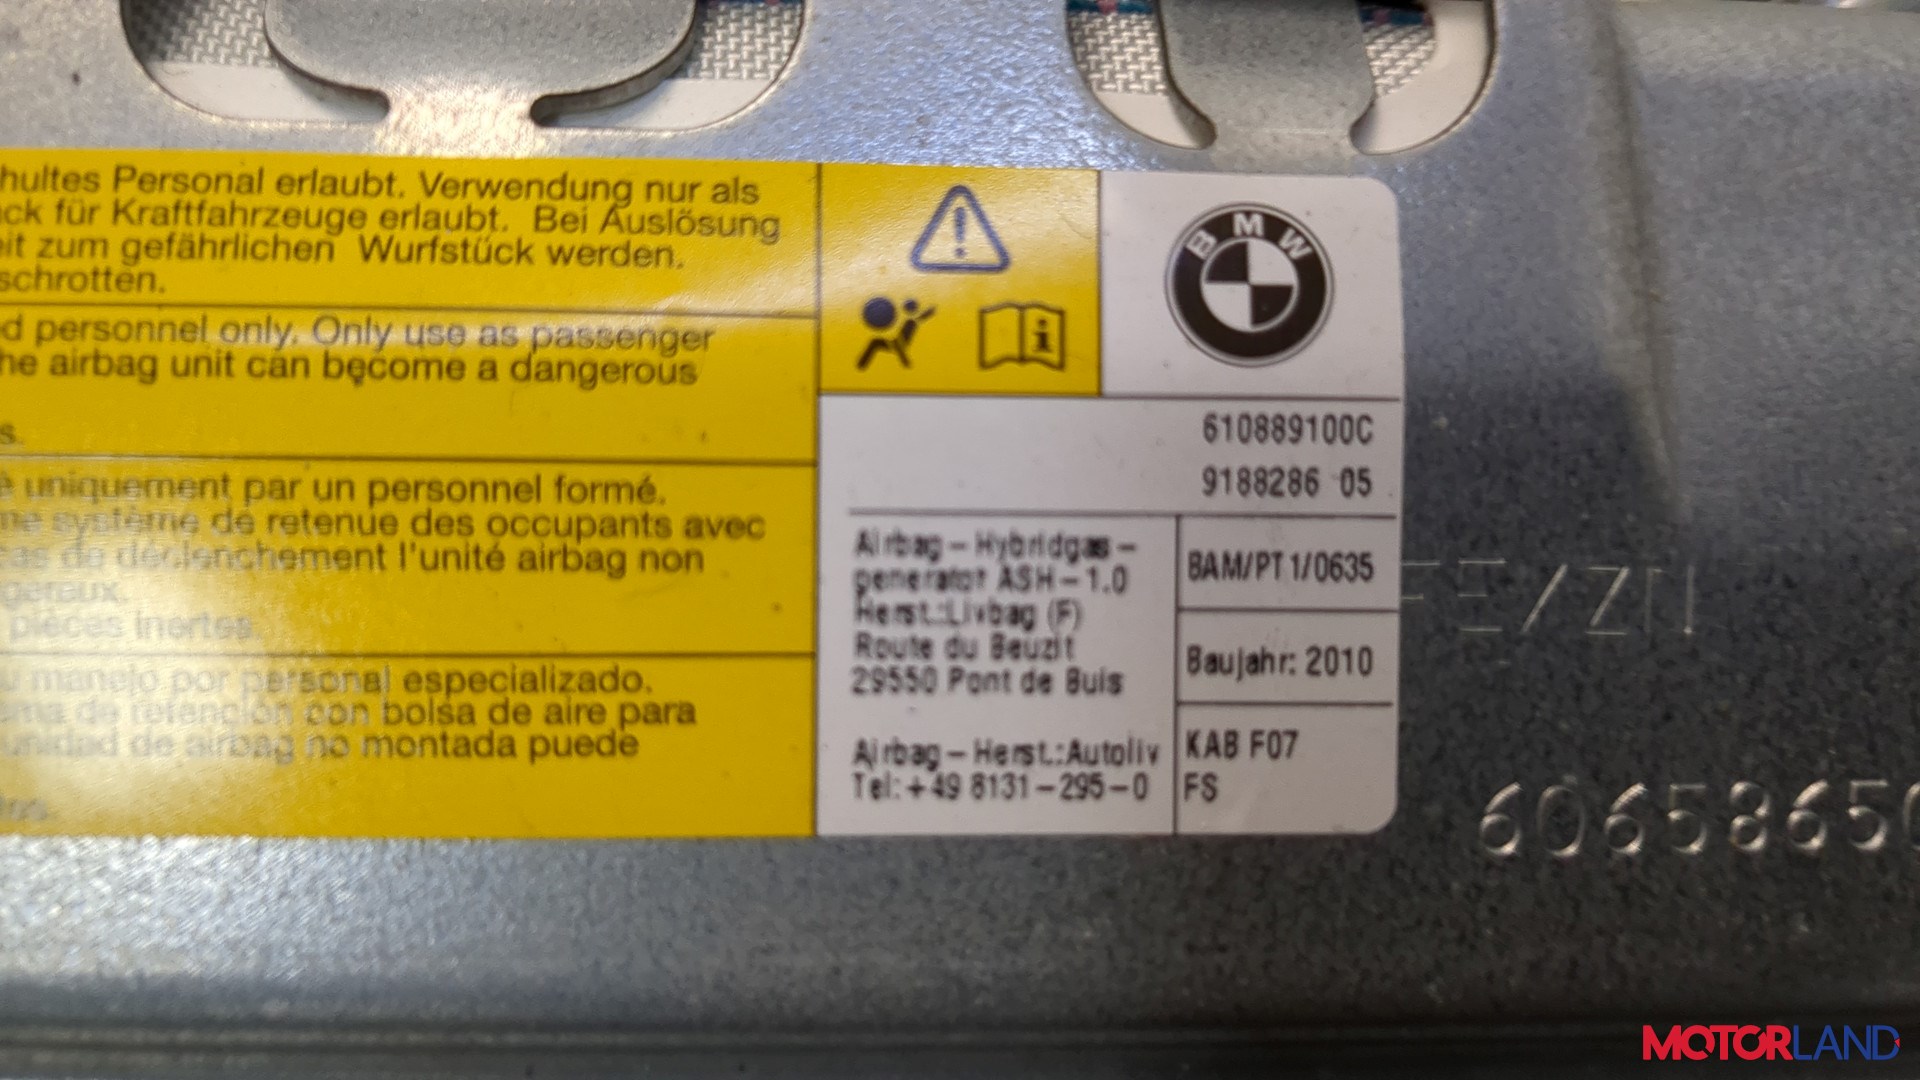 hultes Personal erlaubt. Verwendung nur als
ck für Kraftfahrzeuge erlaubt. Bei Auslösung
it zum gefährlichen Wurfstück werden.
schrotten.
d personnel only. Only use as passenger
he airbag unit can become a dangerous
s.
è uniquement par un personnel formé.
me système de retenue des occupants avec
cas de déclenchement l'unité airbag non
gereux.
pièces inertes.
u manejo por personal especializado.
ma de retención con bolsa de aire para
unidad de airbag no montada puede
BMW
610889100C
9188286 05
Airbag-Hybridgas-
generator ASH-1.0
Herst.:Livbag (F)
Route du Beuzit
29550 Pont de Buis
Airbag-Herst.:Autoliv
Tel:+49 8131-295-0
BAM/PT1/0635
Baujahr: 2010
KAB F07
FS
6065865
MOTORLAND